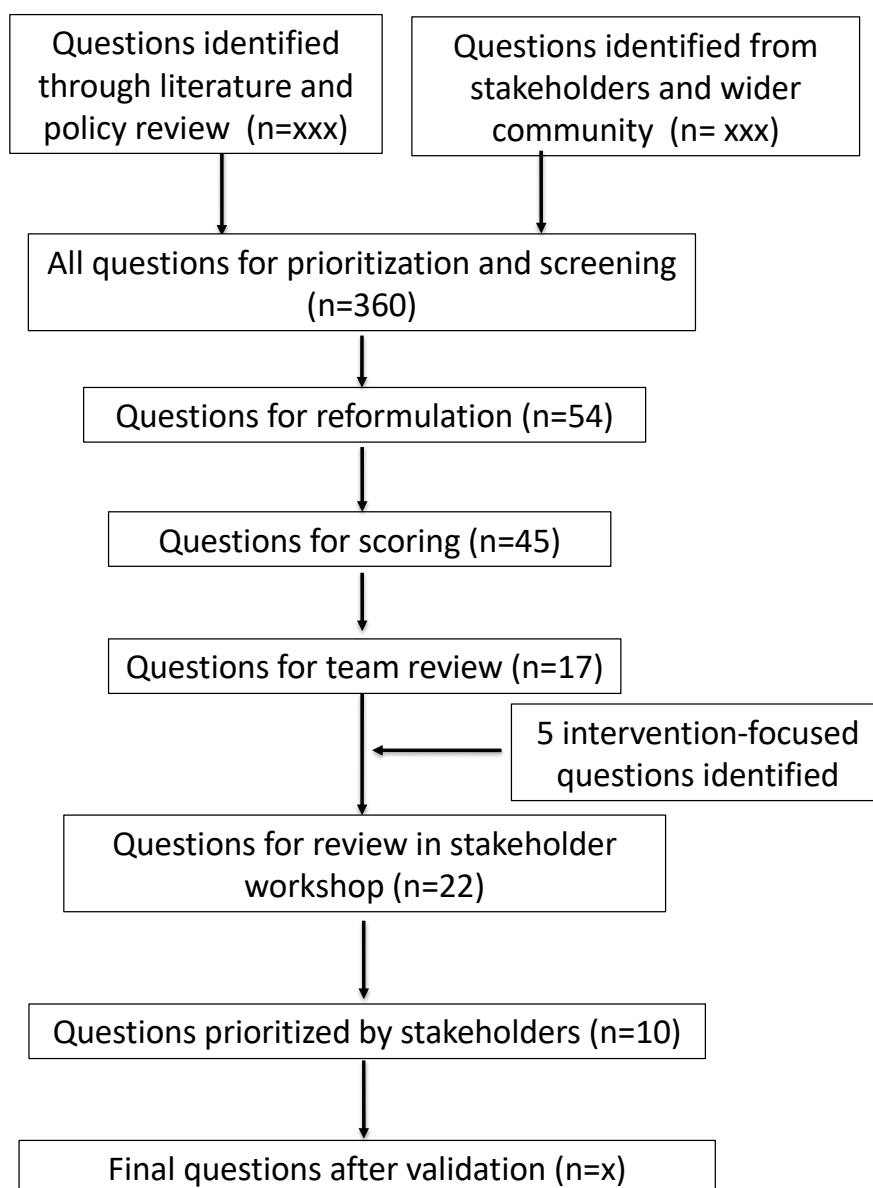 Questions identified
through literature and
policy review (n=xxx)
Questions identified from
stakeholders and wider
community (n= xxx)
All questions for prioritization and screening
(n=360)
Questions for reformulation (n=54)
Questions for scoring (n=45)
Questions for team review (n=17)
5 intervention-focused
questions identified
Questions for review in stakeholder
workshop (n=22)
Questions prioritized by stakeholders (n=10)
Final questions after validation (n=x)